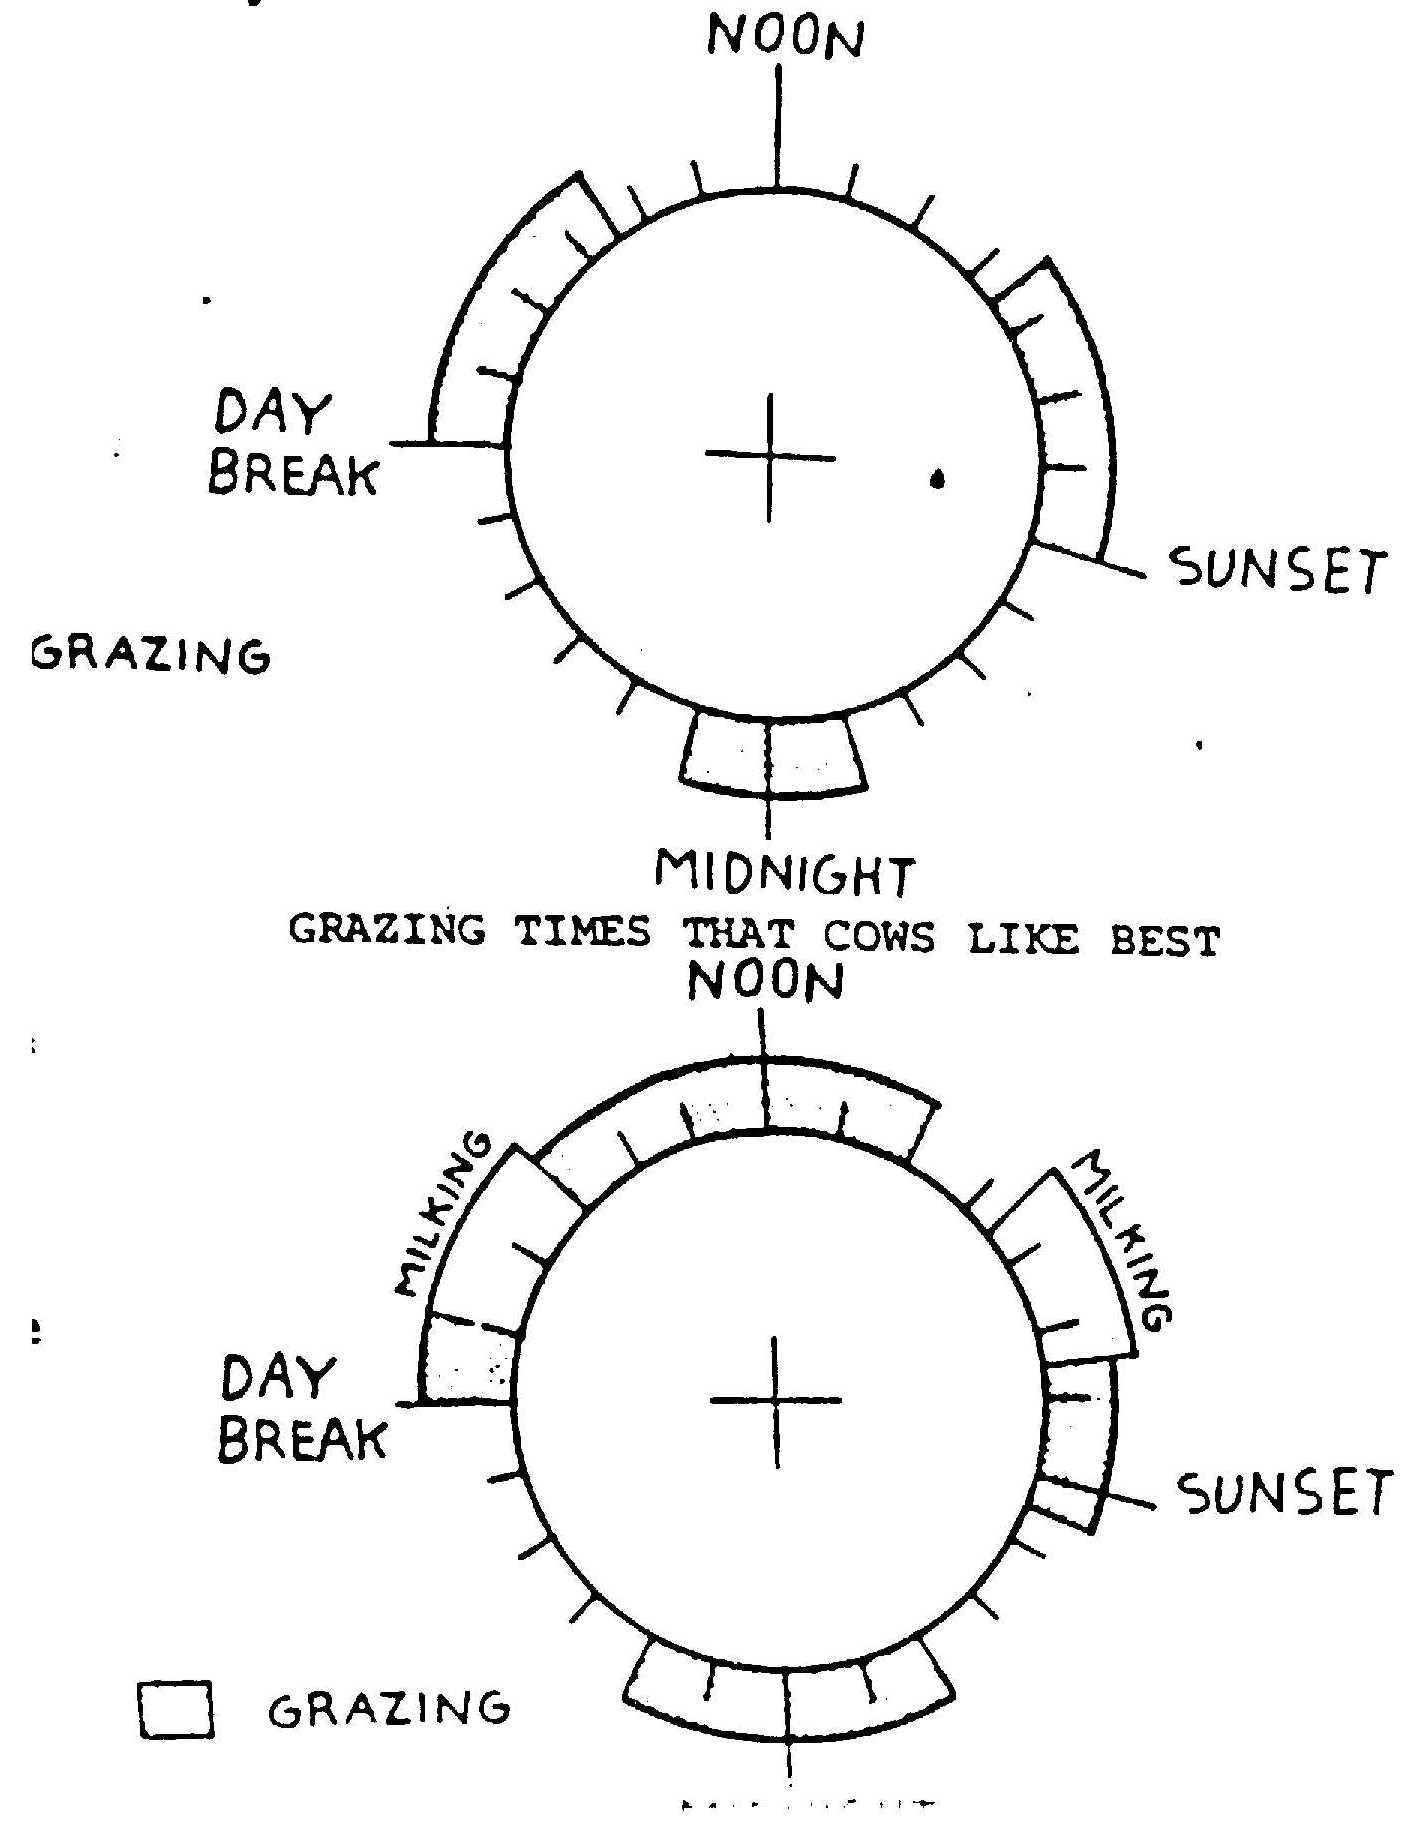 NOON
DAY
BREAK
SUNSET
GRAZING
MIDNIGHT
GRAZING TIMES THAT COWS LIKE BEST
NOON
MILKING
MILKING
DAY
BREAK
SUNSET
GRAZING